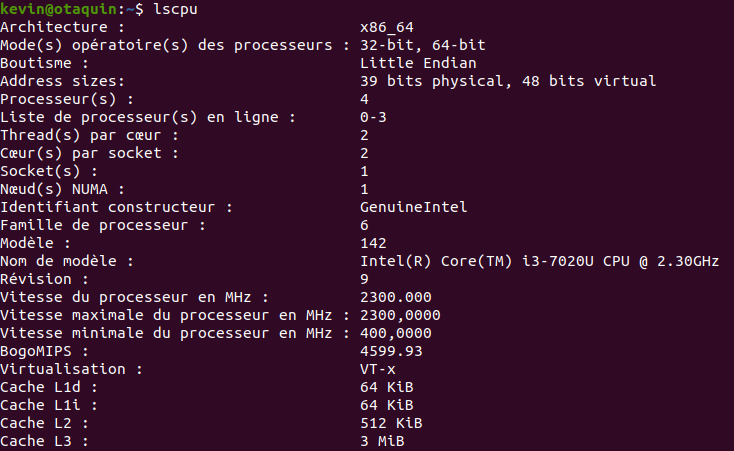 kevin@otaquin:~$ lscpu
Architecture : x86_64
Mode(s) opératoire(s) des processeurs : 32-bit, 64-bit
Boutisme : Little Endian
Address sizes: 39 bits physical, 48 bits virtual
Processeur(s) : 4
Liste de processeur(s) en ligne : 0-3
Thread(s) par cœur : 2
Cœur(s) par socket : 2
Socket(s) : 1
Nœud(s) NUMA : 1
Identifiant constructeur : GenuineIntel
Famille de processeur : 6
Modèle : 142
Nom de modèle : Intel(R) Core(TM) i3-7020U CPU @ 2.30GHz
Révision : 9
Vitesse du processeur en MHz : 2300.000
Vitesse maximale du processeur en MHz : 2300,0000
Vitesse minimale du processeur en MHz : 400,0000
BogoMIPS : 4599.93
Virtualisation : VT-x
Cache L1d : 64 KiB
Cache L1i : 64 KiB
Cache L2 : 512 KiB
Cache L3 : 3 MiB